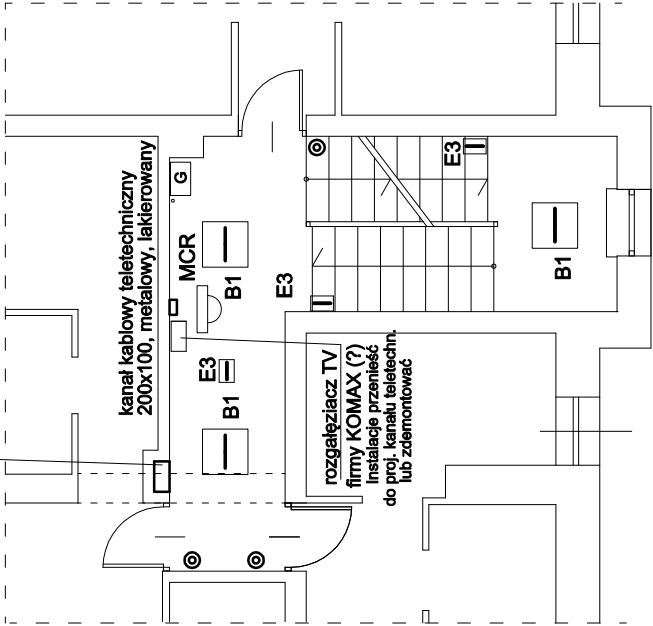 kanał kablowy teletechniczny
200x100, metalowy, lakierowany
G
MCR
B1
E3
E3
B1
E3
B1
rozgałęziacz TV
firmy KOMAX (?)
Instalacje przenieść
do proj. kanału teletechn.
lub zdemontować